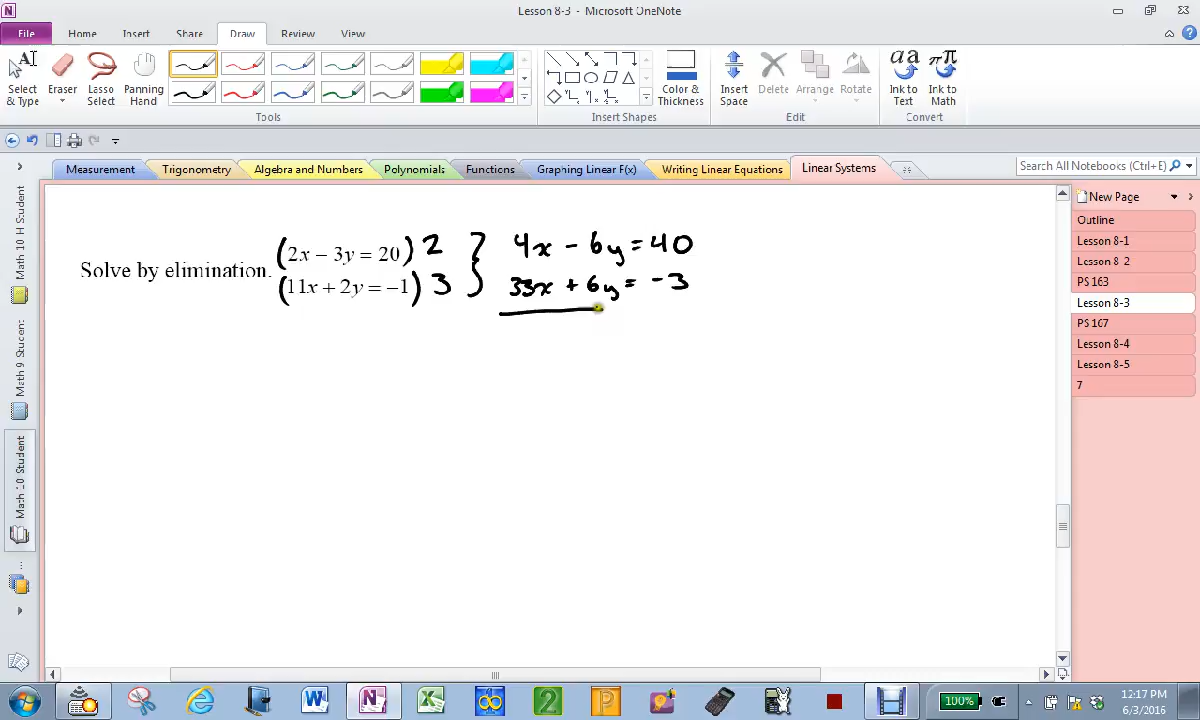 Lesson 8-3 - Microsoft OneNote
File Home Insert Share Draw Review View
Select & Type
Eraser
Lasso Select
Panning Hand
Color & Thickness
Insert Space
Delete
Arrange
Rotate
Ink to Text
Ink to Math
Tools
Insert Shapes
Edit
Convert
Measurement Trigonometry Algebra and Numbers Polynomials Functions Graphing Linear F(x) Writing Linear Equations Linear Systems
Search All Notebooks (Ctrl+E)
New Page
Outline
Lesson 8-1
Lesson 8-2
PS 163
Lesson 8-3
PS 167
Lesson 8-4
Lesson 8-5
7
Math 10 H Student
Math 9 Student
Math 10 Student
Solve by elimination.
(2x − 3y = 20) 2 } 4x − 6y = 40
(11x + 2y = −1) 3 33x + 6y = −3
100%
12:17 PM
6/3/2016